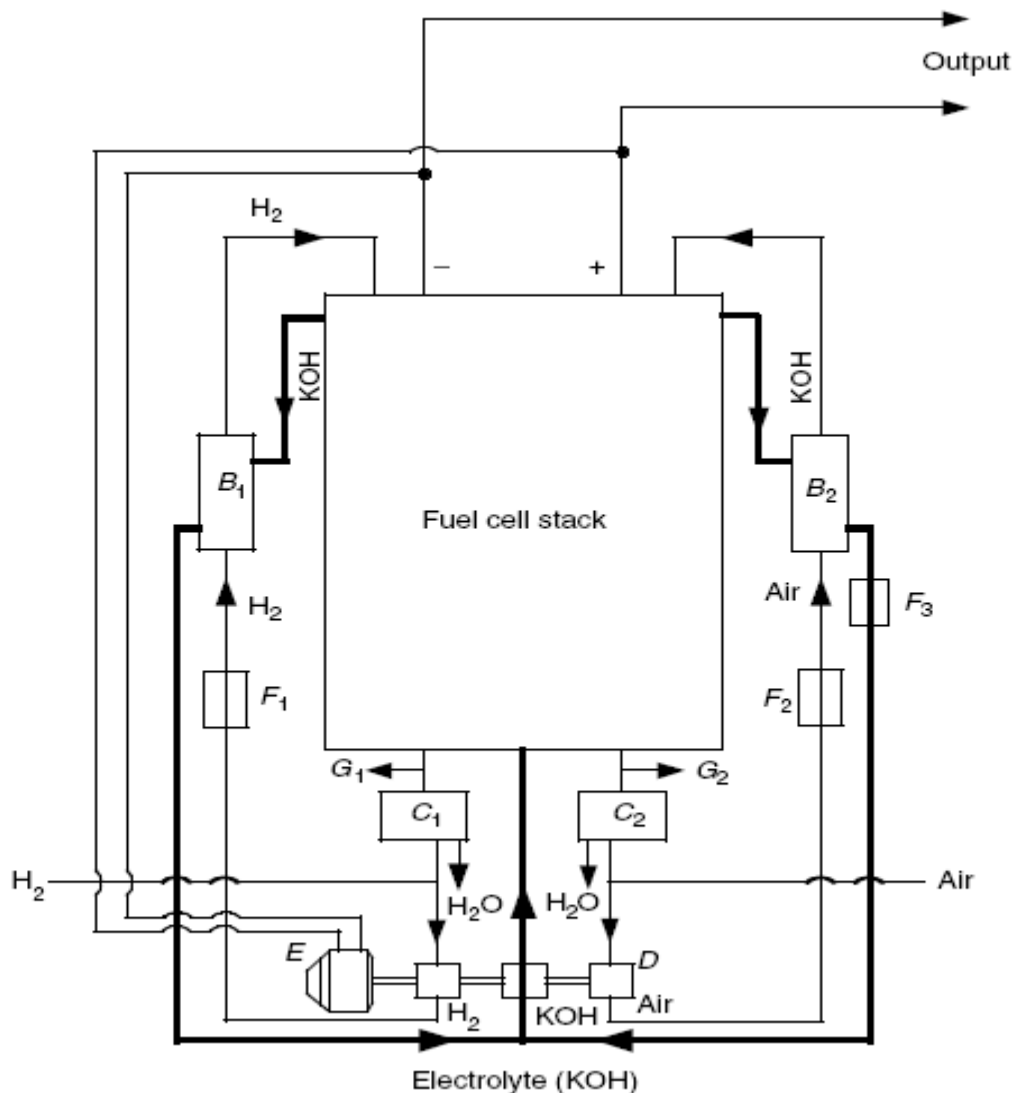 Output
H₂
− +
KOH
KOH
B₁
B₂
Fuel cell stack
H₂
Air
F₃
F₁
F₂
G₁
G₂
C₁
C₂
H₂
Air
H₂O
H₂O
E
D
H₂
KOH
Air
Electrolyte (KOH)